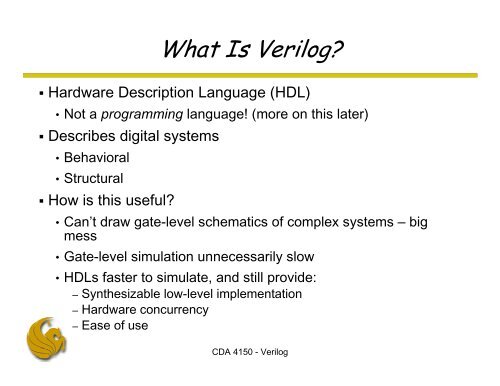 What Is Verilog?
▪ Hardware Description Language (HDL)
• Not a programming language! (more on this later)
▪ Describes digital systems
• Behavioral
• Structural
▪ How is this useful?
• Can't draw gate-level schematics of complex systems – big
mess
• Gate-level simulation unnecessarily slow
• HDLs faster to simulate, and still provide:
– Synthesizable low-level implementation
– Hardware concurrency
– Ease of use
CDA 4150 - Verilog